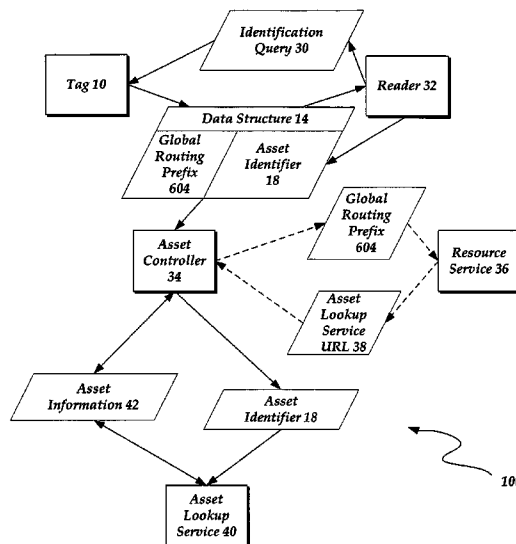 Identification
Query 30
Tag 10
Reader 32
Data Structure 14
Global
Routing
Prefix
604
Asset
Identifier
18
Global
Routing
Prefix
604
Asset
Controller
34
Resource
Service 36
Asset
Lookup
Service
URL 38
Asset
Information 42
Asset
Identifier 18
Asset
Lookup
Service 40